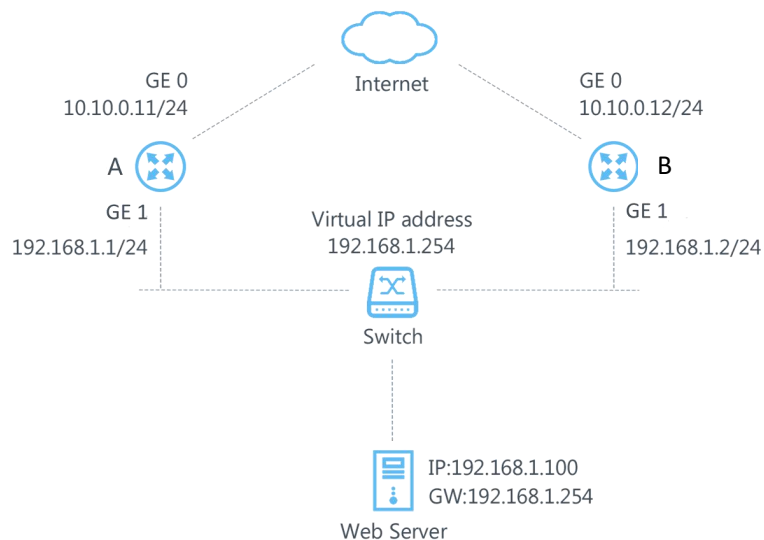 Internet
GE 0
10.10.0.11/24
GE 0
10.10.0.12/24
A
B
GE 1
192.168.1.1/24
Virtual IP address
192.168.1.254
GE 1
192.168.1.2/24
Switch
IP:192.168.1.100
GW:192.168.1.254
Web Server